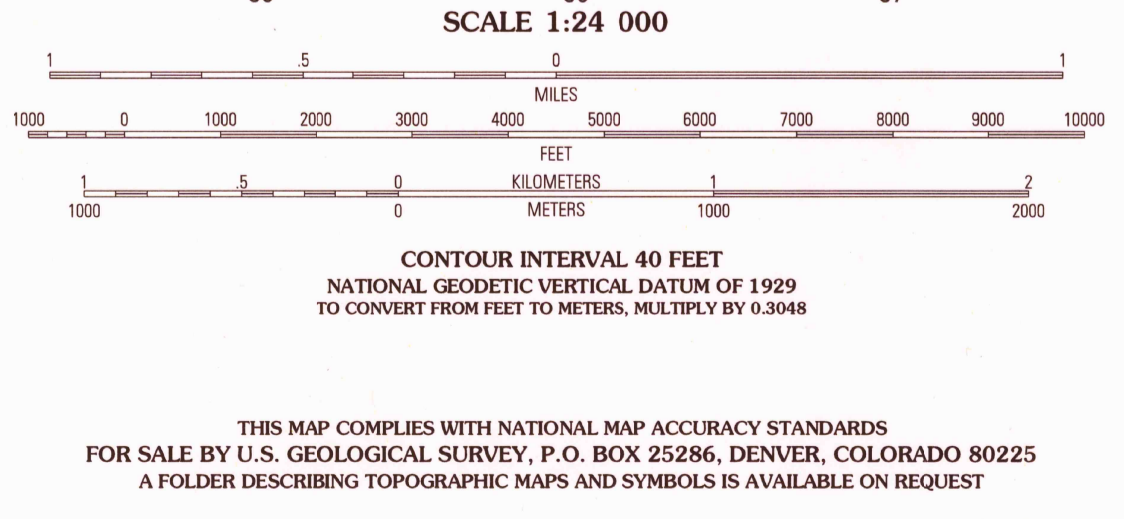 SCALE 1:24 000
1 .5 0 1
MILES
1000 0 1000 2000 3000 4000 5000 6000 7000 8000 9000 10000
FEET
1 .5 0 KILOMETERS 1 2
1000 0 METERS 1000 2000
CONTOUR INTERVAL 40 FEET
NATIONAL GEODETIC VERTICAL DATUM OF 1929
TO CONVERT FROM FEET TO METERS, MULTIPLY BY 0.3048
THIS MAP COMPLIES WITH NATIONAL MAP ACCURACY STANDARDS
FOR SALE BY U.S. GEOLOGICAL SURVEY, P.O. BOX 25286, DENVER, COLORADO 80225
A FOLDER DESCRIBING TOPOGRAPHIC MAPS AND SYMBOLS IS AVAILABLE ON REQUEST